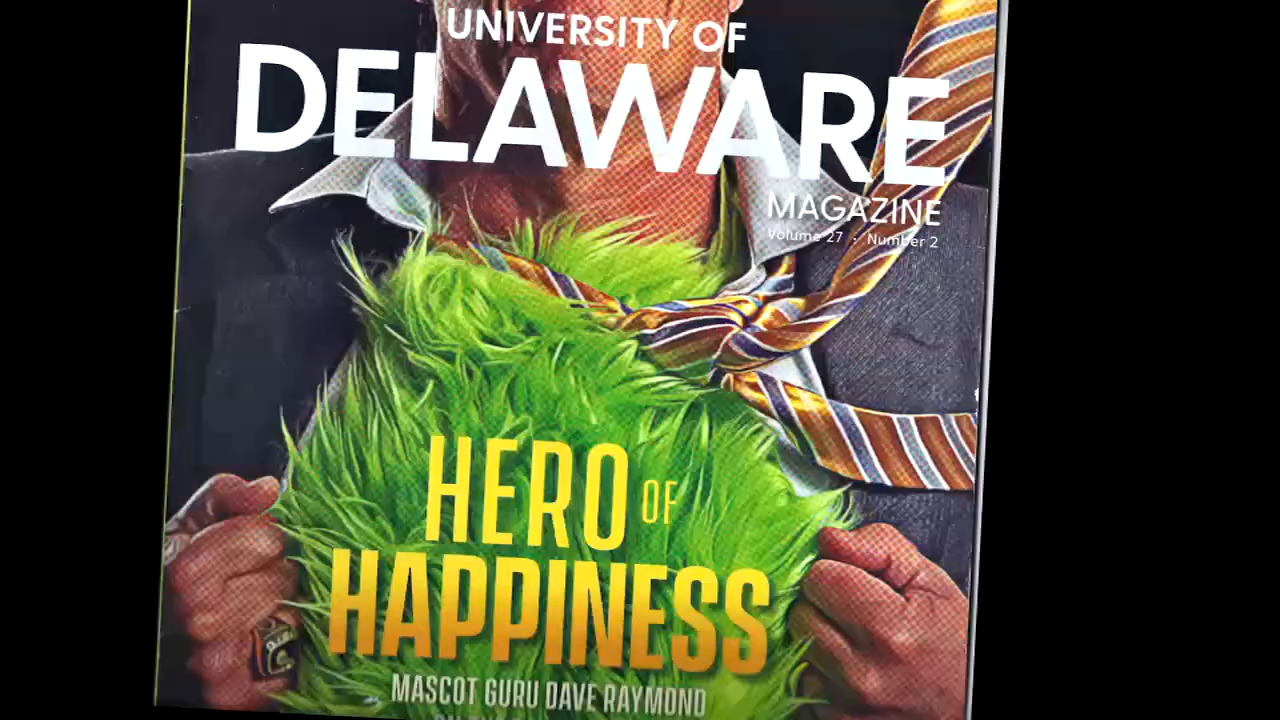 UNIVERSITY OF
DELAWARE
MAGAZINE
Volume 27 : Number 2
HERO OF
HAPPINESS
MASCOT GURU DAVE RAYMOND